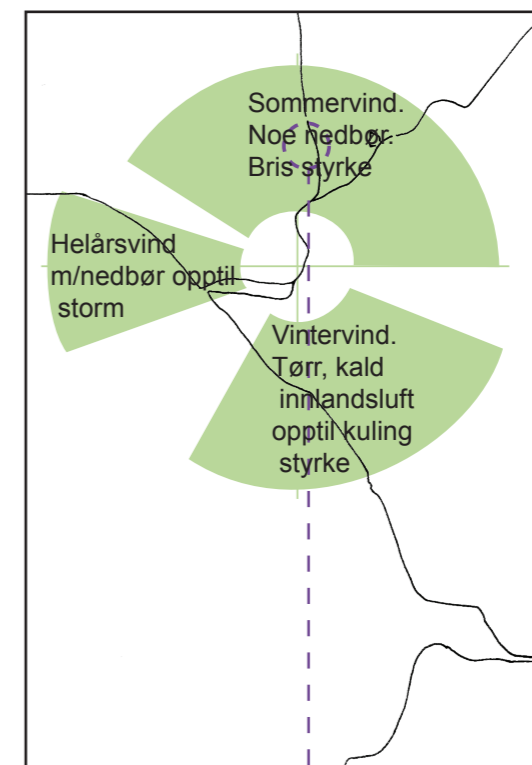 Sommervind.
Noe nedbør.
Bris styrke
Helårsvind
m/nedbør opptil
storm
Vintervind.
Tørr, kald
innlandsluft
opptil kuling
styrke